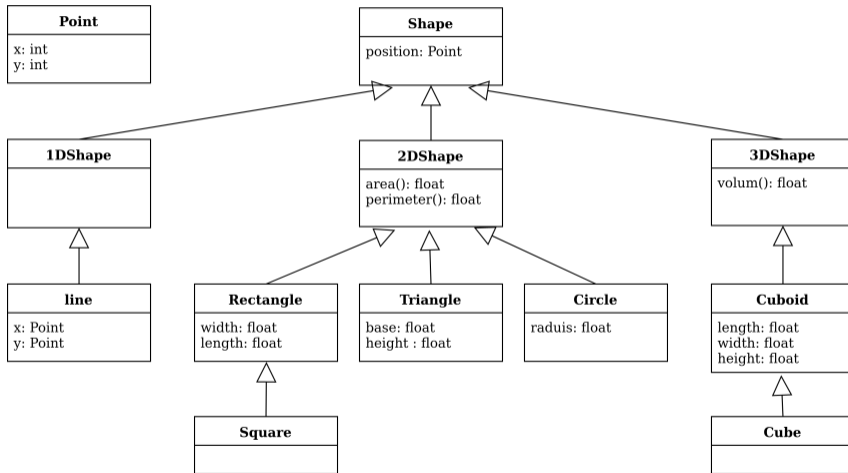 Point
x: int
y: int
Shape
position: Point
1DShape
2DShape
area(): float
perimeter(): float
3DShape
volum(): float
line
x: Point
y: Point
Rectangle
width: float
length: float
Triangle
base: float
height : float
Circle
raduis: float
Cuboid
length: float
width: float
height: float
Square
Cube